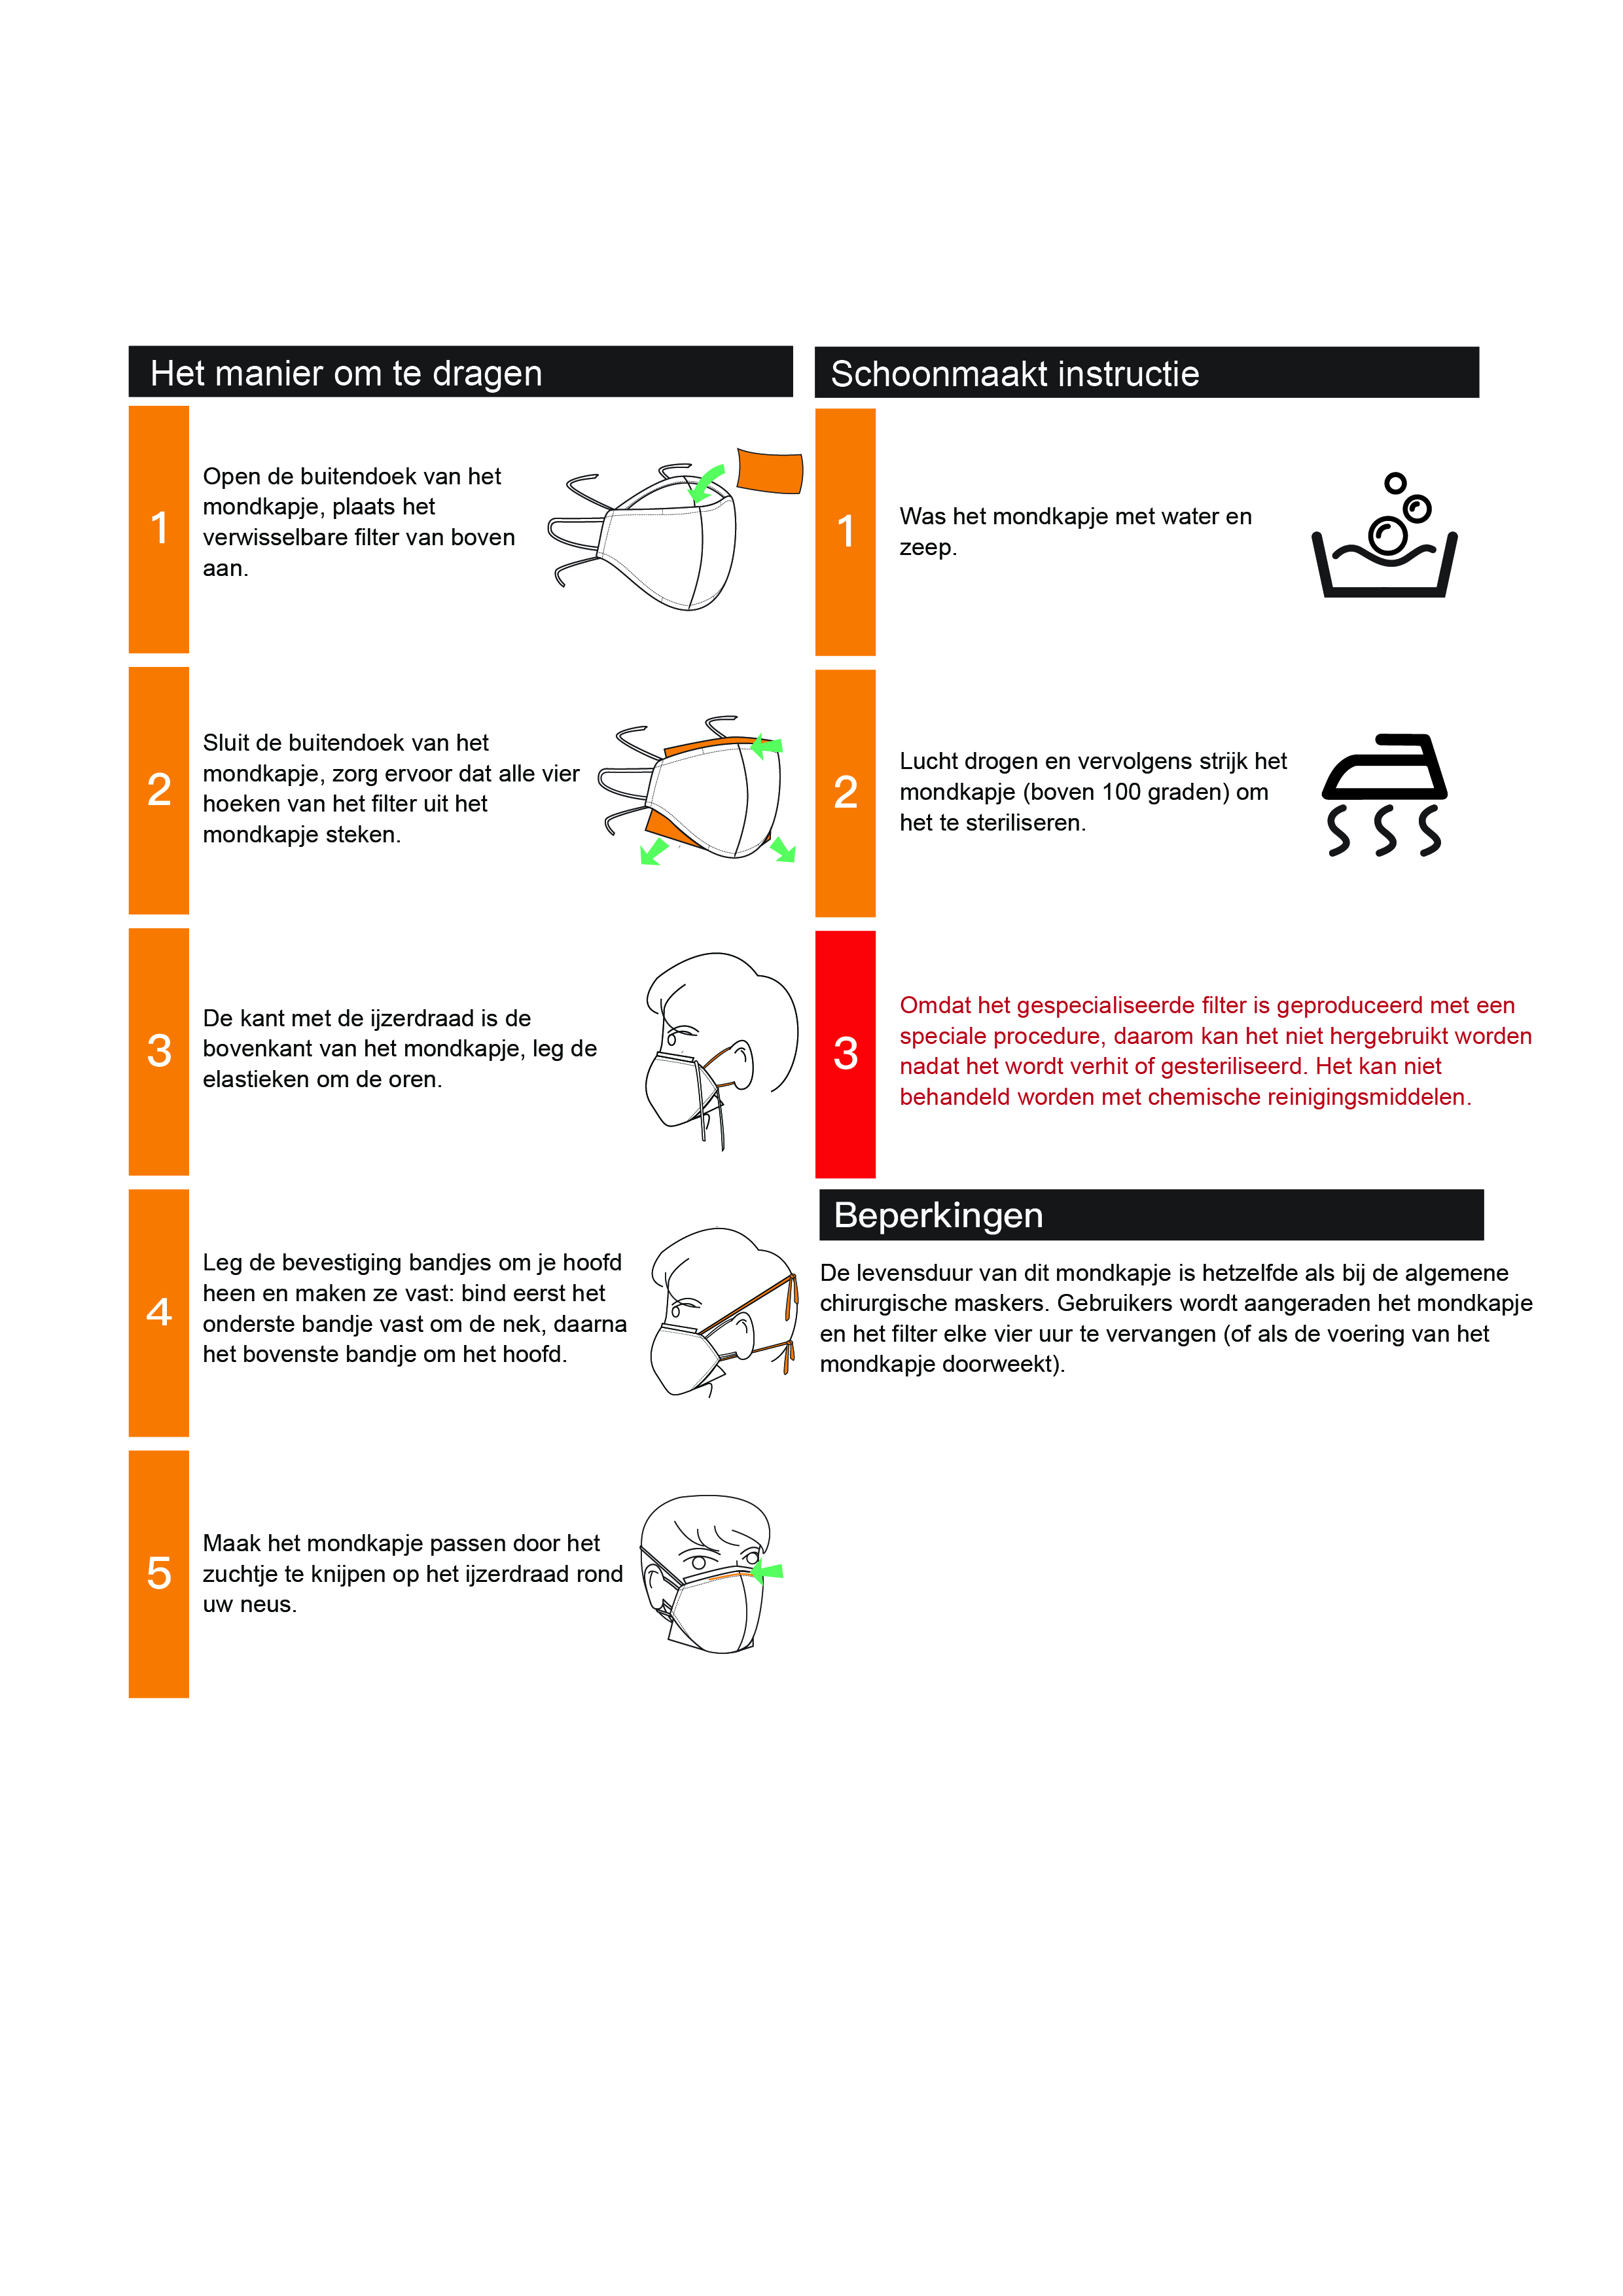 Het manier om te dragen
1
Open de buitendoek van het
mondkapje, plaats het
verwisselbare filter van boven
aan.
2
Sluit de buitendoek van het
mondkapje, zorg ervoor dat alle vier
hoeken van het filter uit het
mondkapje steken.
3
De kant met de ijzerdraad is de
bovenkant van het mondkapje, leg de
elastieken om de oren.
4
Leg de bevestiging bandjes om je hoofd
heen en maken ze vast: bind eerst het
onderste bandje vast om de nek, daarna
het bovenste bandje om het hoofd.
5
Maak het mondkapje passen door het
zuchtje te knijpen op het ijzerdraad rond
uw neus.
Schoonmaakt instructie
1
Was het mondkapje met water en
zeep.
2
Lucht drogen en vervolgens strijk het
mondkapje (boven 100 graden) om
het te steriliseren.
3
Omdat het gespecialiseerde filter is geproduceerd met een
speciale procedure, daarom kan het niet hergebruikt worden
nadat het wordt verhit of gesteriliseerd. Het kan niet
behandeld worden met chemische reinigingsmiddelen.
Beperkingen
De levensduur van dit mondkapje is hetzelfde als bij de algemene
chirurgische maskers. Gebruikers wordt aangeraden het mondkapje
en het filter elke vier uur te vervangen (of als de voering van het
mondkapje doorweekt).